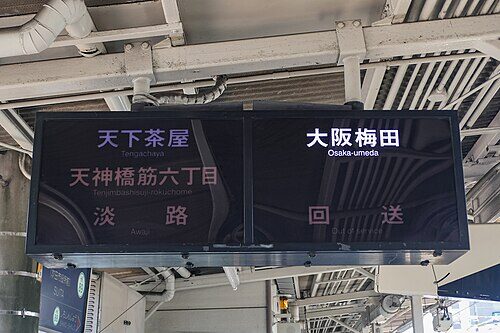 天下茶屋
Tengachaya
天神橋筋六丁目
Tenjimbashisuji-rokuchome
淡 路
Awaji
大阪梅田
Osaka-umeda
回 送
Out of service